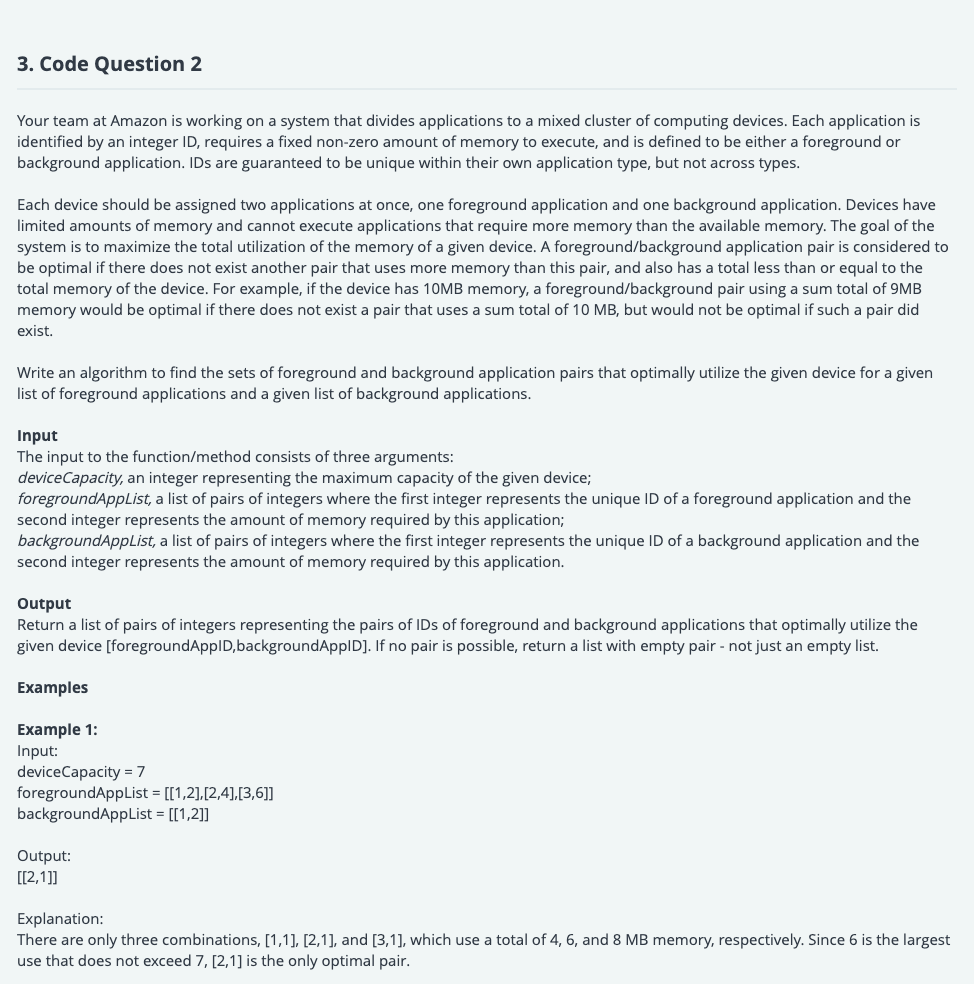 3. Code Question 2
Your team at Amazon is working on a system that divides applications to a mixed cluster of computing devices. Each application is
identified by an integer ID, requires a fixed non-zero amount of memory to execute, and is defined to be either a foreground or
background application. IDs are guaranteed to be unique within their own application type, but not across types.
Each device should be assigned two applications at once, one foreground application and one background application. Devices have
limited amounts of memory and cannot execute applications that require more memory than the available memory. The goal of the
system is to maximize the total utilization of the memory of a given device. A foreground/background application pair is considered to
be optimal if there does not exist another pair that uses more memory than this pair, and also has a total less than or equal to the
total memory of the device. For example, if the device has 10MB memory, a foreground/background pair using a sum total of 9MB
memory would be optimal if there does not exist a pair that uses a sum total of 10 MB, but would not be optimal if such a pair did
exist.
Write an algorithm to find the sets of foreground and background application pairs that optimally utilize the given device for a given
list of foreground applications and a given list of background applications.
Input
The input to the function/method consists of three arguments:
deviceCapacity, an integer representing the maximum capacity of the given device;
foregroundAppList, a list of pairs of integers where the first integer represents the unique ID of a foreground application and the
second integer represents the amount of memory required by this application;
backgroundAppList, a list of pairs of integers where the first integer represents the unique ID of a background application and the
second integer represents the amount of memory required by this application.
Output
Return a list of pairs of integers representing the pairs of IDs of foreground and background applications that optimally utilize the
given device [foregroundAppID,backgroundAppID]. If no pair is possible, return a list with empty pair - not just an empty list.
Examples
Example 1:
Input:
deviceCapacity = 7
foregroundAppList = [[1,2],[2,4],[3,6]]
backgroundAppList = [[1,2]]
Output:
[[2,1]]
Explanation:
There are only three combinations, [1,1], [2,1], and [3,1], which use a total of 4, 6, and 8 MB memory, respectively. Since 6 is the largest
use that does not exceed 7, [2,1] is the only optimal pair.